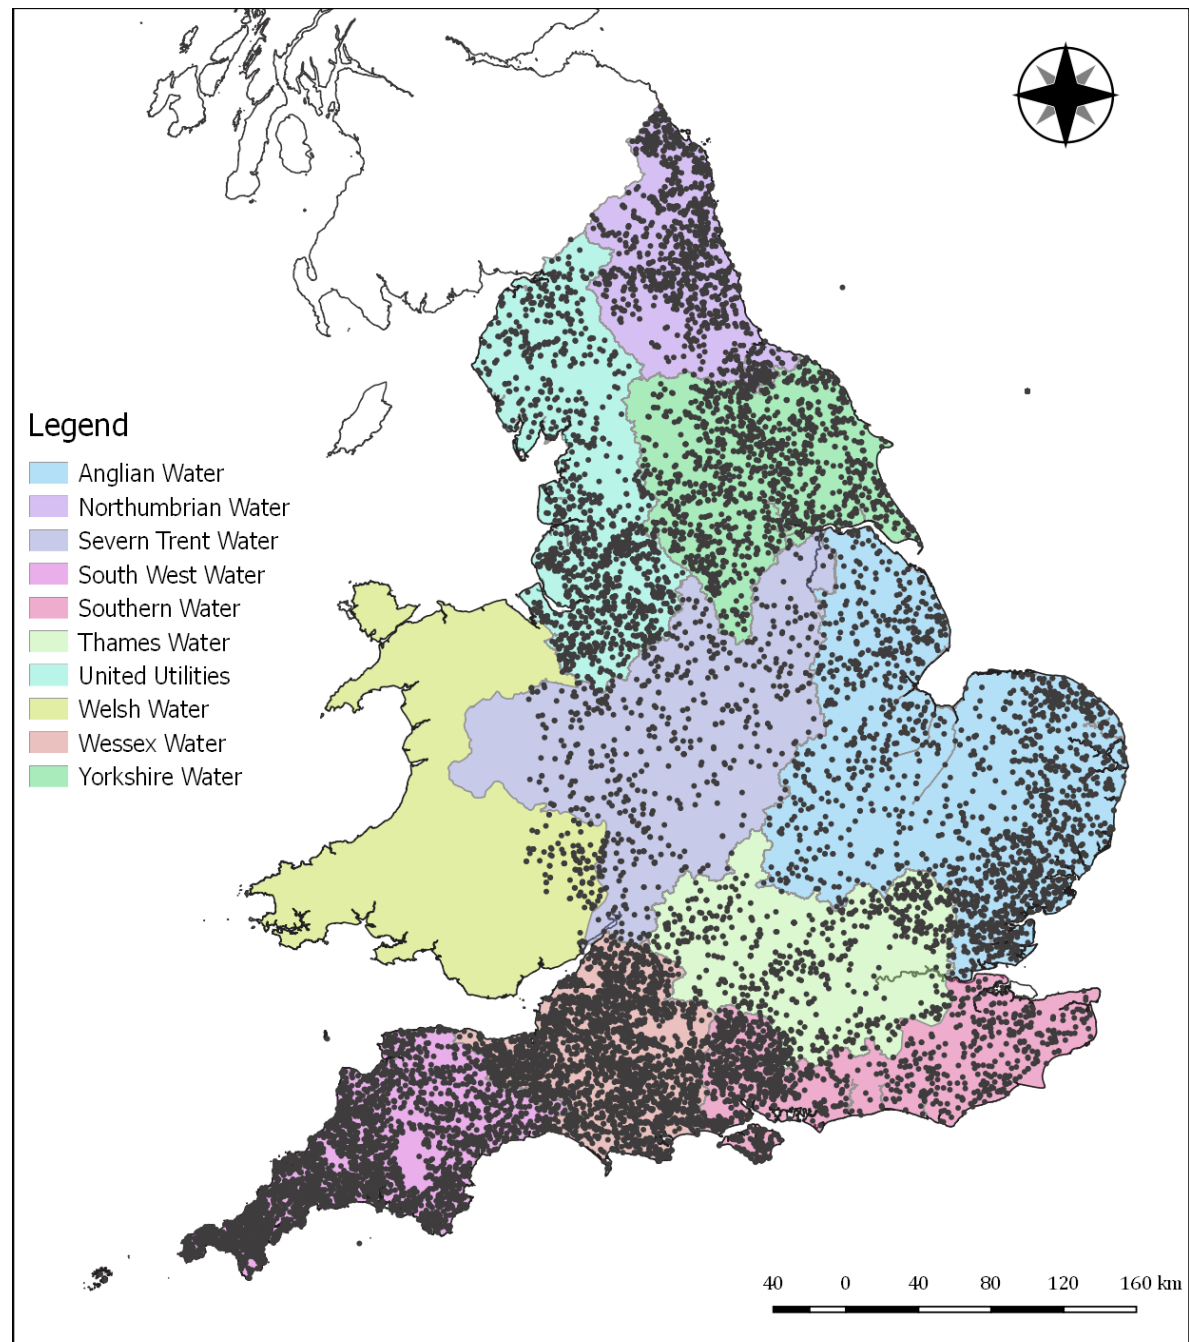 Legend
Anglian Water
Northumbrian Water
Severn Trent Water
South West Water
Southern Water
Thames Water
United Utilities
Welsh Water
Wessex Water
Yorkshire Water
40 0 40 80 120 160 km